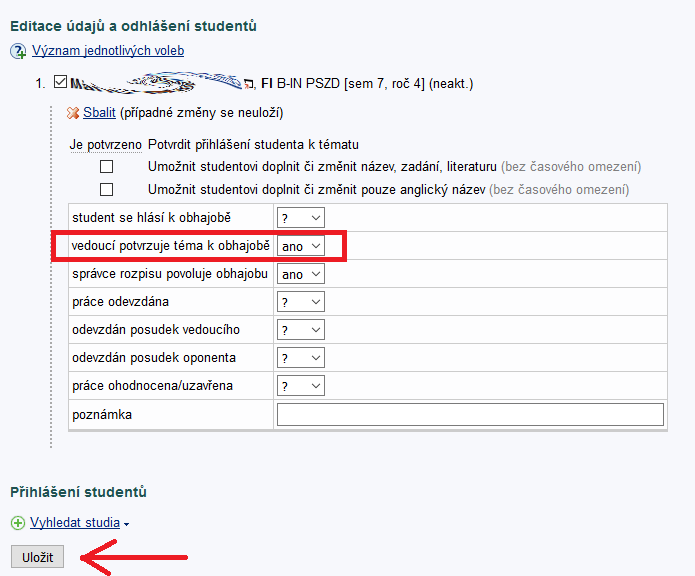 Editace údajů a odhlášení studentů
Význam jednotlivých voleb
1. , FI B-IN PSZD [sem 7, roč 4] (neakt.)
Sbalit (případné změny se neuloží)
Je potvrzeno Potvrdit přihlášení studenta k tématu
Umožnit studentovi doplnit či změnit název, zadání, literaturu (bez časového omezení)
Umožnit studentovi doplnit či změnit pouze anglický název (bez časového omezení)
student se hlásí k obhajobě ?
vedoucí potvrzuje téma k obhajobě ano
správce rozpisu povoluje obhajobu ano
práce odevzdána ?
odevzdán posudek vedoucího ?
odevzdán posudek oponenta ?
práce ohodnocena/uzavřena ?
poznámka
Přihlášení studentů
Vyhledat studia
Uložit